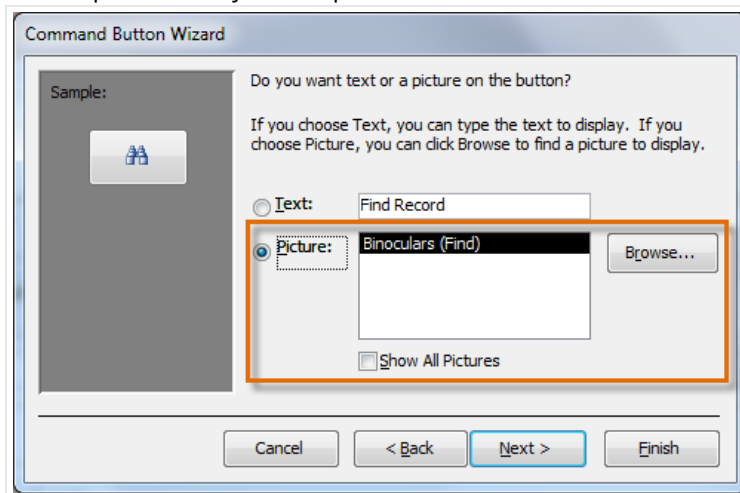 Command Button Wizard
Sample:
Do you want text or a picture on the button?
If you choose Text, you can type the text to display. If you
choose Picture, you can click Browse to find a picture to display.
Text:
Find Record
Picture:
Binoculars (Find)
Browse...
Show All Pictures
Cancel
< Back
Next >
Finish